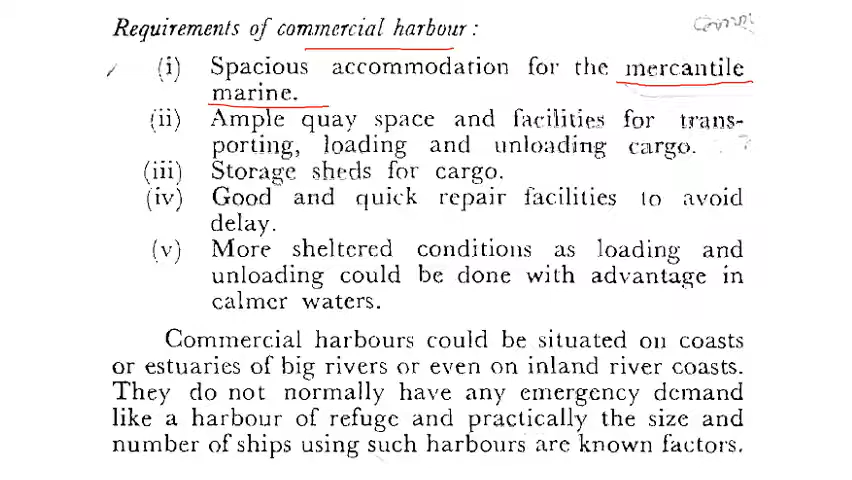 Requirements of commercial harbour :
(i) Spacious accommodation for the mercantile
marine.
(ii) Ample quay space and facilities for trans-
porting, loading and unloading cargo.
(iii) Storage sheds for cargo.
(iv) Good and quick repair facilities to avoid
delay.
(v) More sheltered conditions as loading and
unloading could be done with advantage in
calmer waters.
Commercial harbours could be situated on coasts
or estuaries of big rivers or even on inland river coasts.
They do not normally have any emergency demand
like a harbour of refuge and practically the size and
number of ships using such harbours are known factors.